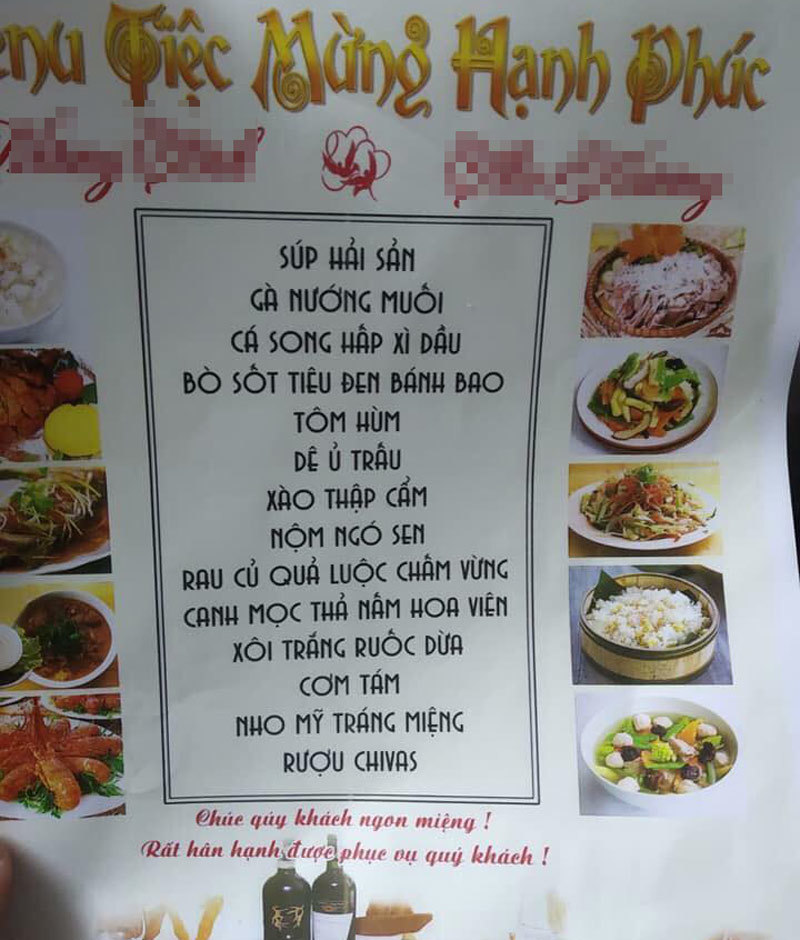 enu Tiệc Mừng Hạnh Phúc
SÚP HẢI SẢN
GÀ NƯỚNG MUỐI
CÁ SONG HẤP XÌ DẦU
BÒ SỐT TIÊU ĐEN BÁNH BAO
TÔM HÙM
DÊ Ủ TRẤU
XÀO THẬP CẨM
NỘM NGÓ SEN
RAU CỦ QUẢ LUỘC CHẤM VỪNG
CANH MỌC THẢ NẤM HOA VIÊN
XÔI TRẮNG RUỐC DỪA
CƠM TÁM
NHO MỸ TRÁNG MIỆNG
RƯỢU CHIVAS
Chúc qúy khách ngon miệng !
Rất hân hạnh được phục vụ quý khách !